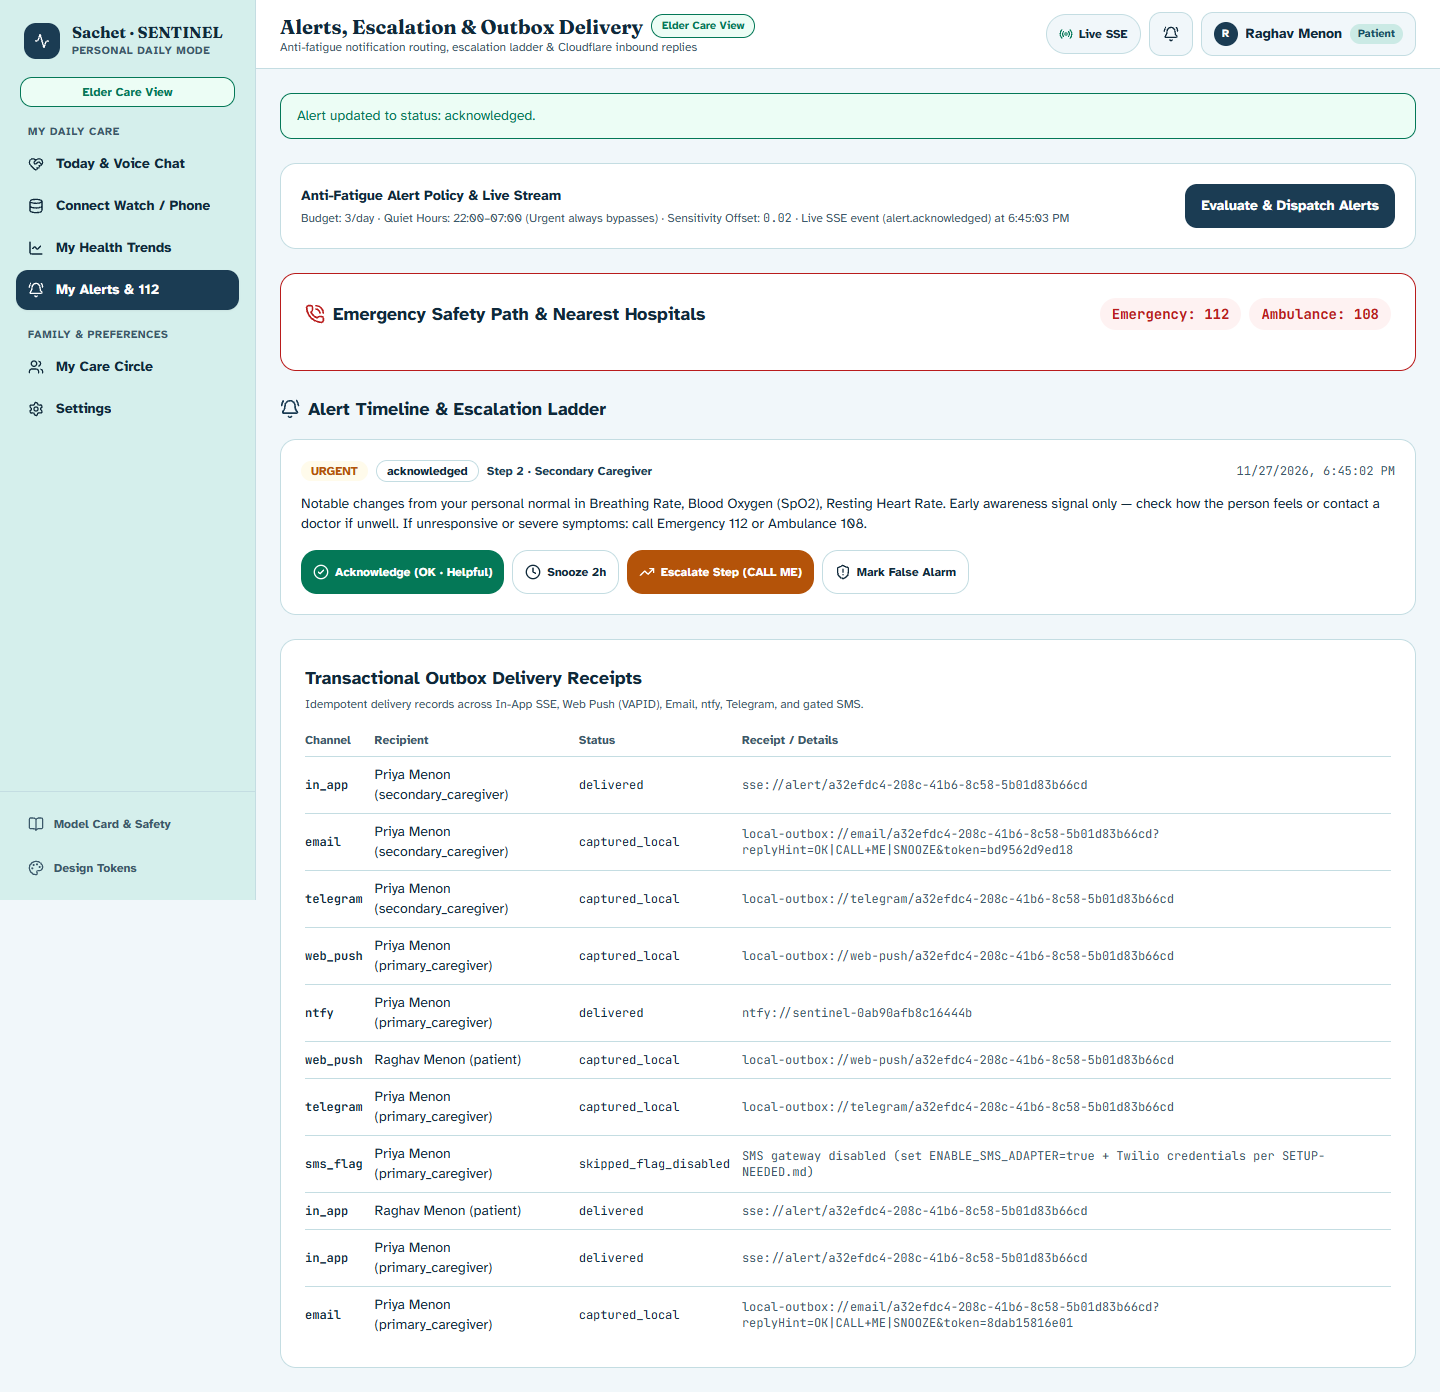 Sachet · SENTINEL
PERSONAL DAILY MODE
Elder Care View
MY DAILY CARE
Today & Voice Chat
Connect Watch / Phone
My Health Trends
My Alerts & 112
FAMILY & PREFERENCES
My Care Circle
Settings
Model Card & Safety
Design Tokens
Alerts, Escalation & Outbox Delivery
Elder Care View
Anti-fatigue notification routing, escalation ladder & Cloudflare inbound replies
Live SSE
R
Raghav Menon
Patient
Alert updated to status: acknowledged.
Anti-Fatigue Alert Policy & Live Stream
Budget: 3/day · Quiet Hours: 22:00–07:00 (Urgent always bypasses) · Sensitivity Offset: 0.02 · Live SSE event (alert.acknowledged) at 6:45:03 PM
Evaluate & Dispatch Alerts
Emergency Safety Path & Nearest Hospitals
Emergency: 112
Ambulance: 108
Alert Timeline & Escalation Ladder
URGENT
acknowledged
Step 2 · Secondary Caregiver
11/27/2026, 6:45:02 PM
Notable changes from your personal normal in Breathing Rate, Blood Oxygen (SpO2), Resting Heart Rate. Early awareness signal only — check how the person feels or contact a
doctor if unwell. If unresponsive or severe symptoms: call Emergency 112 or Ambulance 108.
Acknowledge (OK · Helpful)
Snooze 2h
Escalate Step (CALL ME)
Mark False Alarm
Transactional Outbox Delivery Receipts
Idempotent delivery records across In-App SSE, Web Push (VAPID), Email, ntfy, Telegram, and gated SMS.
Channel Recipient Status Receipt / Details
in_app Priya Menon (secondary_caregiver) delivered sse://alert/a32efdc4-208c-41b6-8c58-5b01d83b66cd
email Priya Menon (secondary_caregiver) captured_local local-outbox://email/a32efdc4-208c-41b6-8c58-5b01d83b66cd?
replyHint=OK|CALL+ME|SNOOZE&token=bd9562d9ed18
telegram Priya Menon (secondary_caregiver) captured_local local-outbox://telegram/a32efdc4-208c-41b6-8c58-5b01d83b66cd
web_push Priya Menon (primary_caregiver) captured_local local-outbox://web-push/a32efdc4-208c-41b6-8c58-5b01d83b66cd
ntfy Priya Menon (primary_caregiver) delivered ntfy://sentinel-0ab90afb8c16444b
web_push Raghav Menon (patient) captured_local local-outbox://web-push/a32efdc4-208c-41b6-8c58-5b01d83b66cd
telegram Priya Menon (primary_caregiver) captured_local local-outbox://telegram/a32efdc4-208c-41b6-8c58-5b01d83b66cd
sms_flag Priya Menon (primary_caregiver) skipped_flag_disabled SMS gateway disabled (set ENABLE_SMS_ADAPTER=true + Twilio credentials per SETUP-
NEEDED.md)
in_app Raghav Menon (patient) delivered sse://alert/a32efdc4-208c-41b6-8c58-5b01d83b66cd
in_app Priya Menon (primary_caregiver) delivered sse://alert/a32efdc4-208c-41b6-8c58-5b01d83b66cd
email Priya Menon (primary_caregiver) captured_local local-outbox://email/a32efdc4-208c-41b6-8c58-5b01d83b66cd?
replyHint=OK|CALL+ME|SNOOZE&token=8dab15816e01